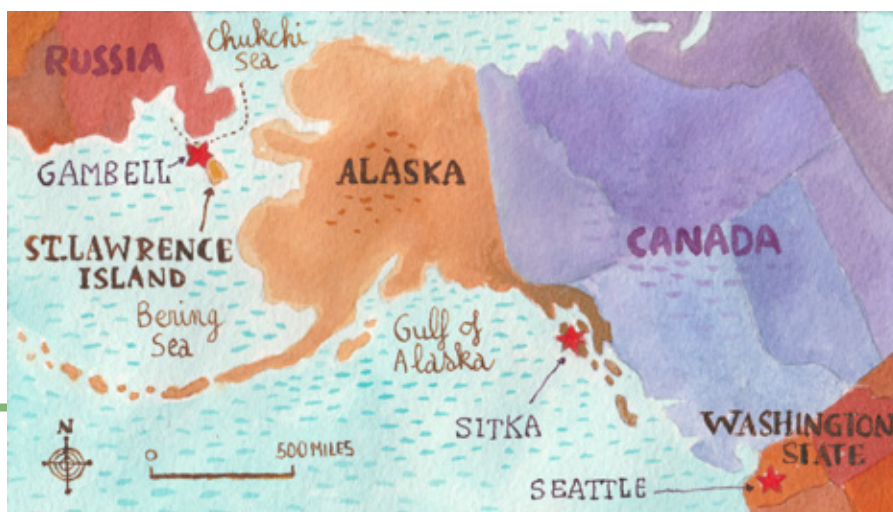 RUSSIA
Chukchi
Sea
GAMBELL
ALASKA
ST. LAWRENCE
ISLAND
CANADA
Bering
Sea
Gulf of
Alaska
SITKA
WASHINGTON
STATE
N
0
500 MILES
SEATTLE